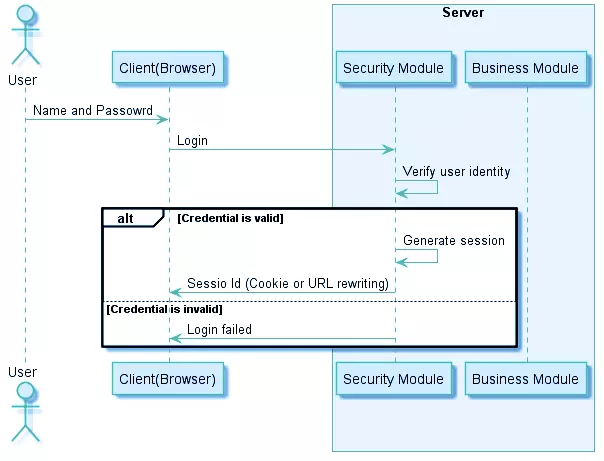 Server
User
Client(Browser)
Security Module
Business Module
Name and Passowrd
Login
Verify user identity
alt
[Credential is valid]
Generate session
Sessio Id (Cookie or URL rewriting)
[Credential is invalid]
Login failed
User
Client(Browser)
Security Module
Business Module